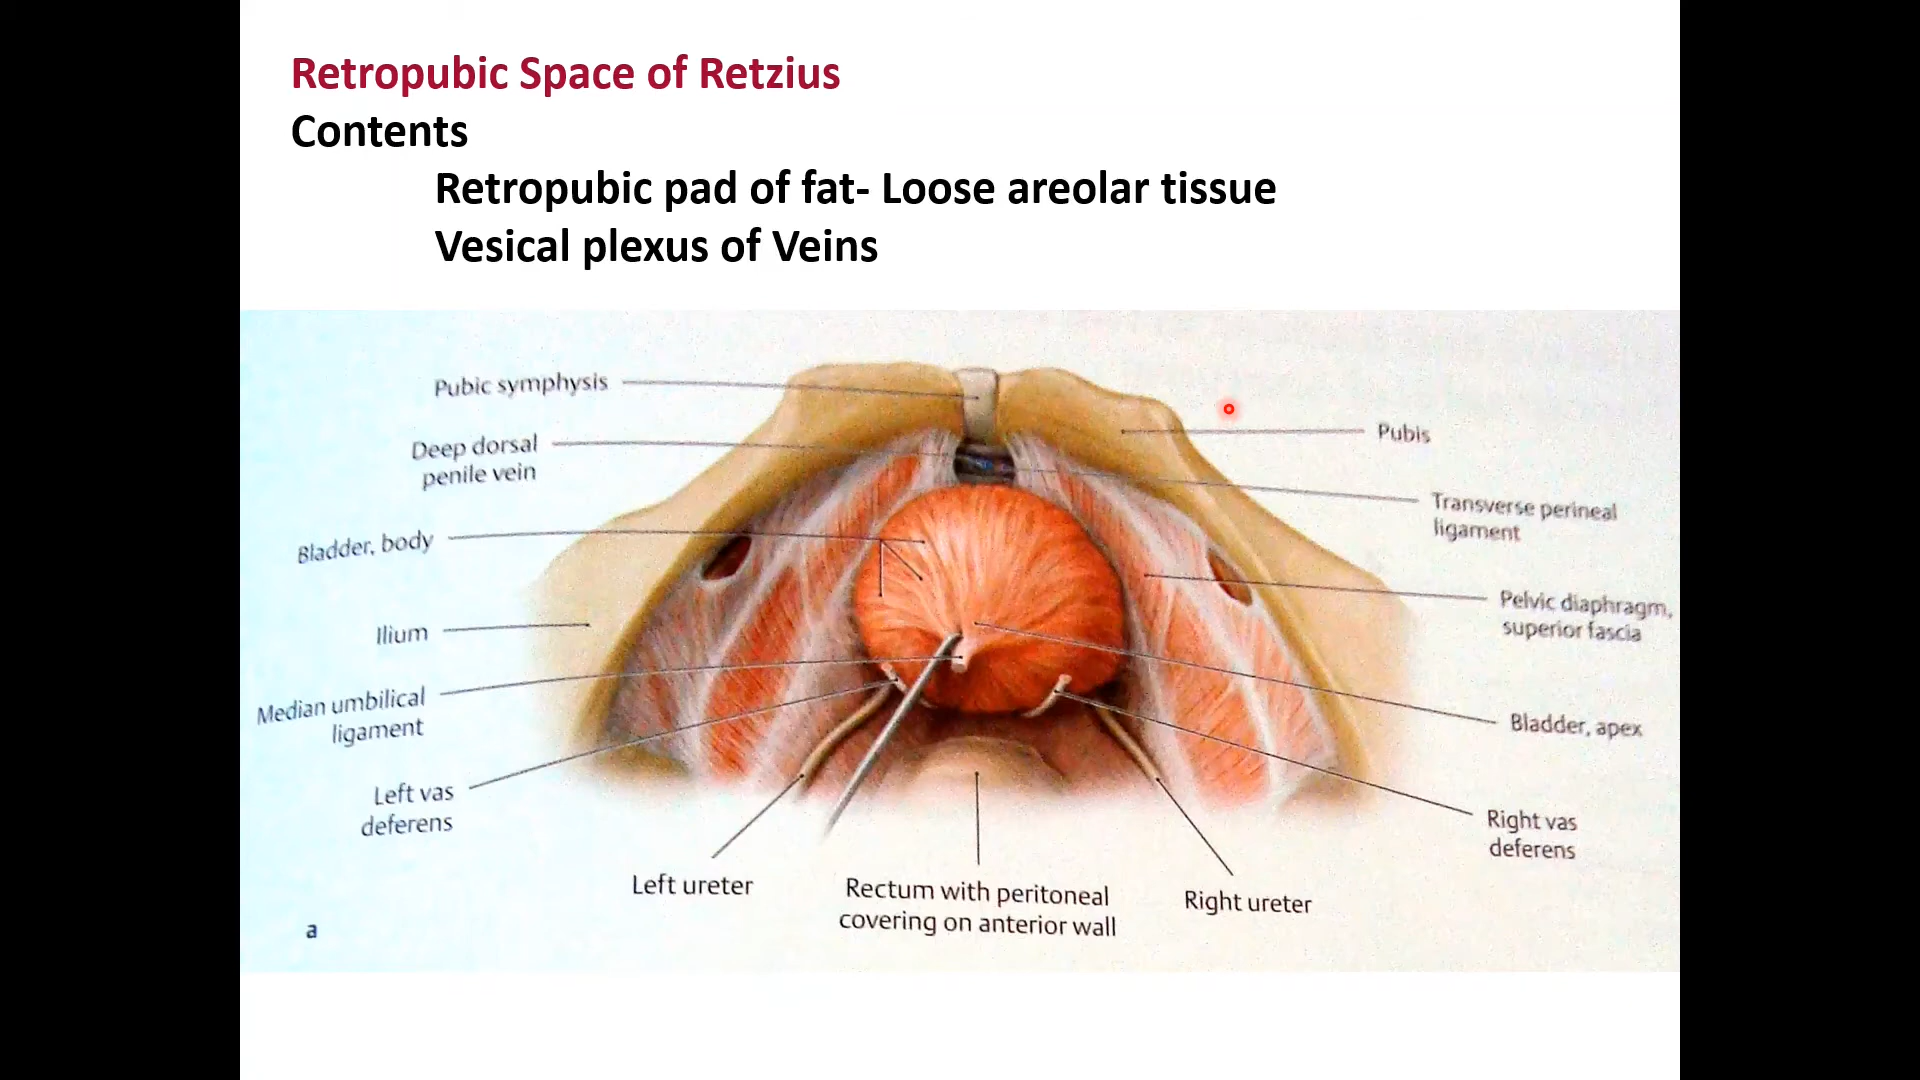 Retropubic Space of Retzius
Contents
Retropubic pad of fat- Loose areolar tissue
Vesical plexus of Veins
Pubic symphysis
Deep dorsal
penile vein
Bladder, body
Ilium
Median umbilical
ligament
Left vas
deferens
Left ureter
Rectum with peritoneal
covering on anterior wall
Right ureter
Pubis
Transverse perineal
ligament
Pelvic diaphragm,
superior fascia
Bladder, apex
Right vas
deferens
a